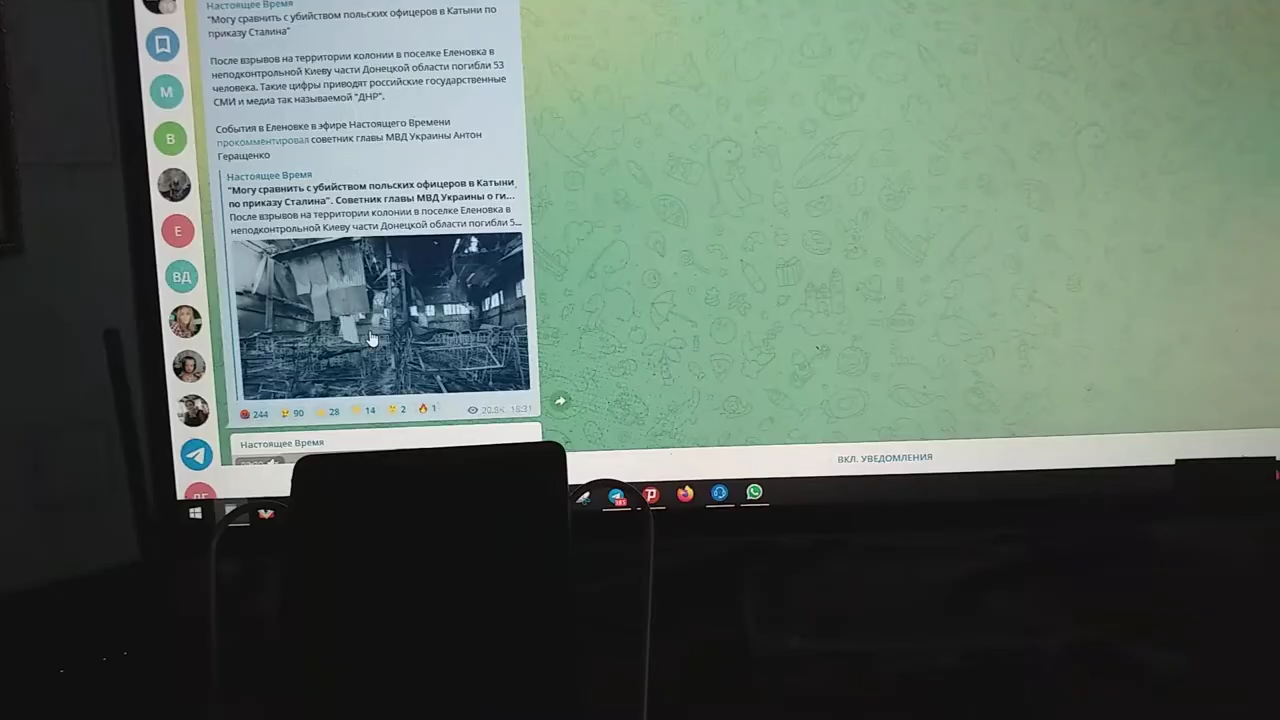 Настоящее Время
"Могу сравнить с убийством польских офицеров в Катыни по
приказу Сталина"
После взрывов на территории колонии в поселке Еленовка в
неподконтрольной Киеву части Донецкой области погибли 53
человека. Такие цифры приводят российские государственные
СМИ и медиа так называемой "ДНР".
События в Еленовке в эфире Настоящего Времени
прокомментировал советник главы МВД Украины Антон
Геращенко
Настоящее Время
"Могу сравнить с убийством польских офицеров в Катыни
по приказу Сталина". Советник главы МВД Украины о ги...
После взрывов на территории колонии в поселке Еленовка в
неподконтрольной Киеву части Донецкой области погибли 5...
244 90 28 14 2 1 20.8K 18:31
Настоящее Время
М
В
Е
ВД
ВКЛ. УВЕДОМЛЕНИЯ